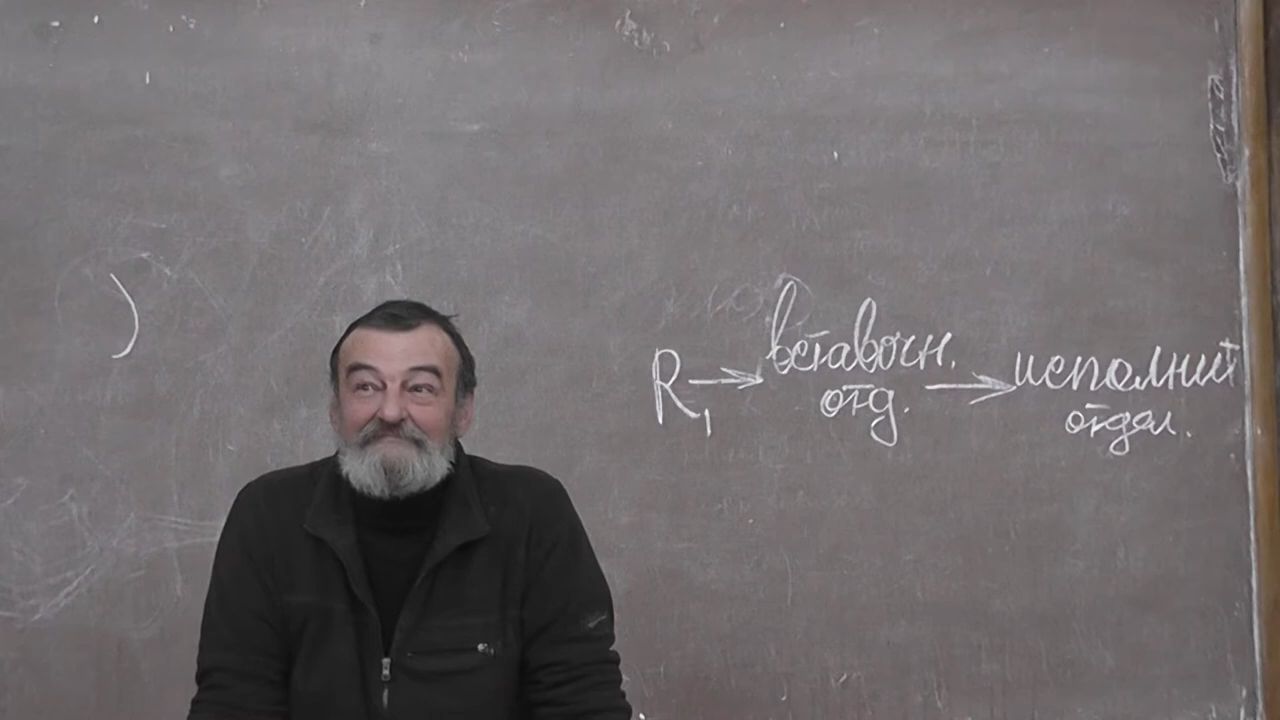 R₁ → вставочн. → исполнит
отд. отдел.